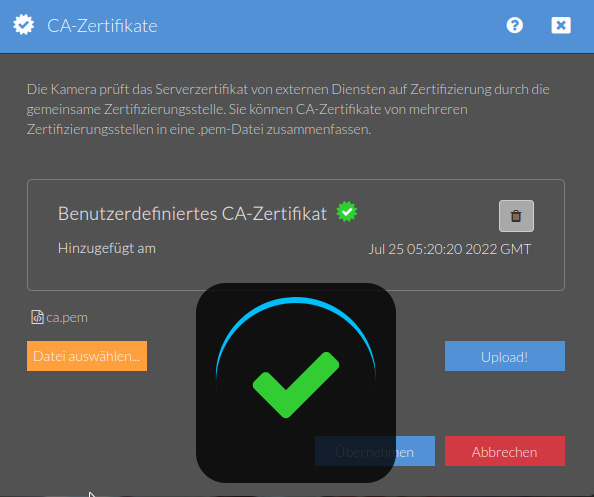 CA-Zertifikate
Die Kamera prüft das Serverzertifikat von externen Diensten auf Zertifizierung durch die
gemeinsame Zertifizierungsstelle. Sie können CA-Zertifikate von mehreren
Zertifizierungsstellen in eine .pem-Datei zusammenfassen.
Benutzerdefiniertes CA-Zertifikat
Hinzugefügt am Jul 25 05:20:20 2022 GMT
ca.pem
Datei auswählen... Upload!
Übernehmen Abbrechen